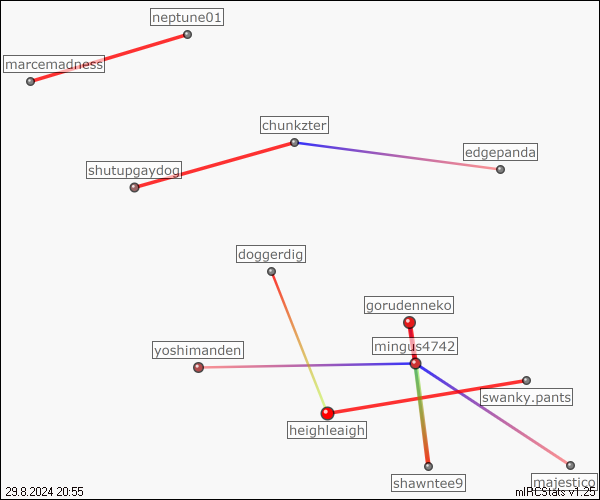 neptune01
marcemadness
chunkzter
edgepanda
shutupgaydog
doggerdig
gorudenneko
mingus4742
yoshimanden
swanky.pants
heighleaigh
shawntee9
majestico
29.8.2024 20:55
mIRCStats v1.25